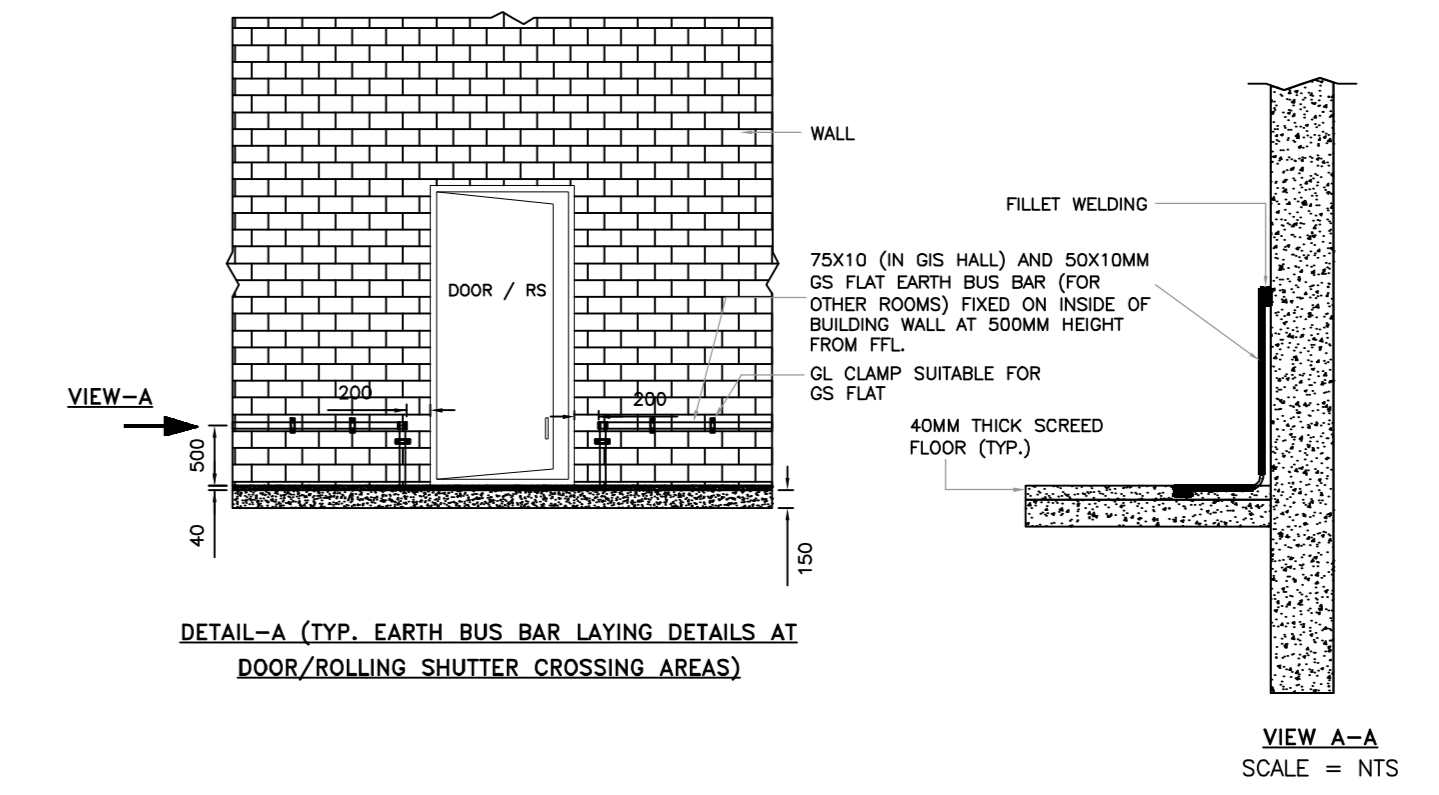 WALL
DOOR / RS
VIEW-A
200
200
500
40
150
FILLET WELDING
75X10 (IN GIS HALL) AND 50X10MM
GS FLAT EARTH BUS BAR (FOR
OTHER ROOMS) FIXED ON INSIDE OF
BUILDING WALL AT 500MM HEIGHT
FROM FFL.
GL CLAMP SUITABLE FOR
GS FLAT
40MM THICK SCREED
FLOOR (TYP.)
DETAIL-A (TYP. EARTH BUS BAR LAYING DETAILS AT
DOOR/ROLLING SHUTTER CROSSING AREAS)
VIEW A-A
SCALE = NTS